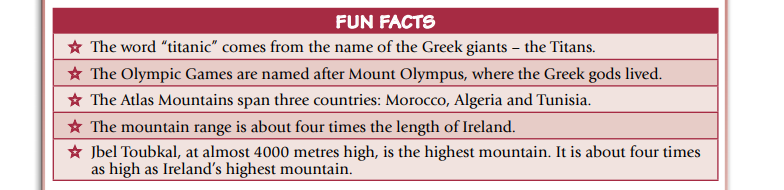 FUN FACTS
The word “titanic” comes from the name of the Greek giants – the Titans.
The Olympic Games are named after Mount Olympus, where the Greek gods lived.
The Atlas Mountains span three countries: Morocco, Algeria and Tunisia.
The mountain range is about four times the length of Ireland.
Jbel Toubkal, at almost 4000 metres high, is the highest mountain. It is about four times
as high as Ireland’s highest mountain.